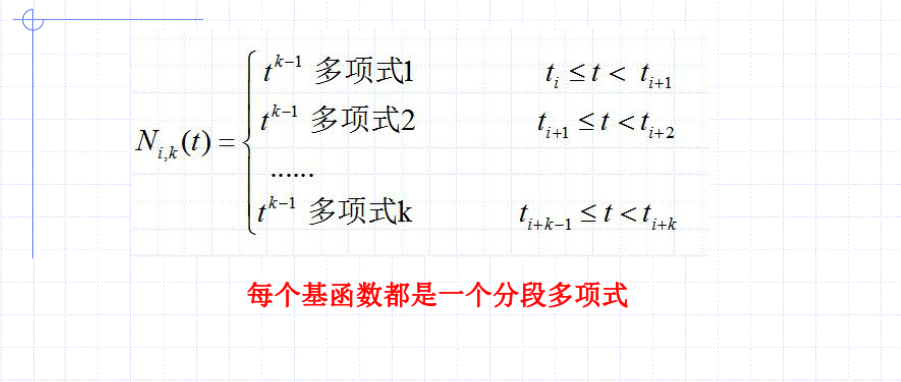 t^{k-1} 多项式1 t_i ≤ t < t_{i+1}
t^{k-1} 多项式2 t_{i+1} ≤ t < t_{i+2}
N_{i,k}(t) =
......
t^{k-1} 多项式k t_{i+k-1} ≤ t < t_{i+k}
每个基函数都是一个分段多项式